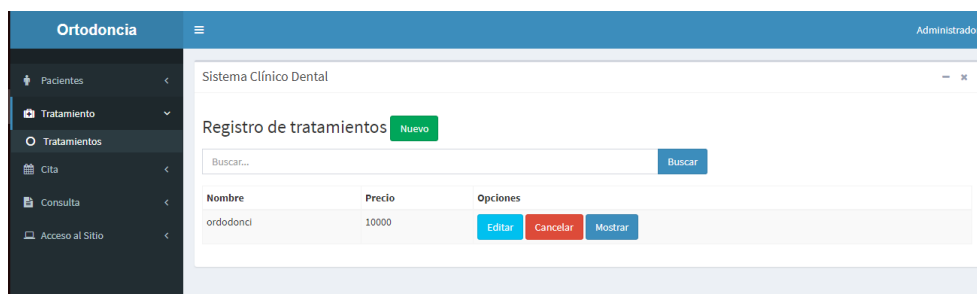 Ortodoncia
Administrado
Pacientes
Tratamiento
Tratamientos
Cita
Consulta
Acceso al Sitio
Sistema Clínico Dental
Registro de tratamientos Nuevo
Buscar... Buscar
Nombre Precio Opciones
ordodonci 10000 Editar Cancelar Mostrar